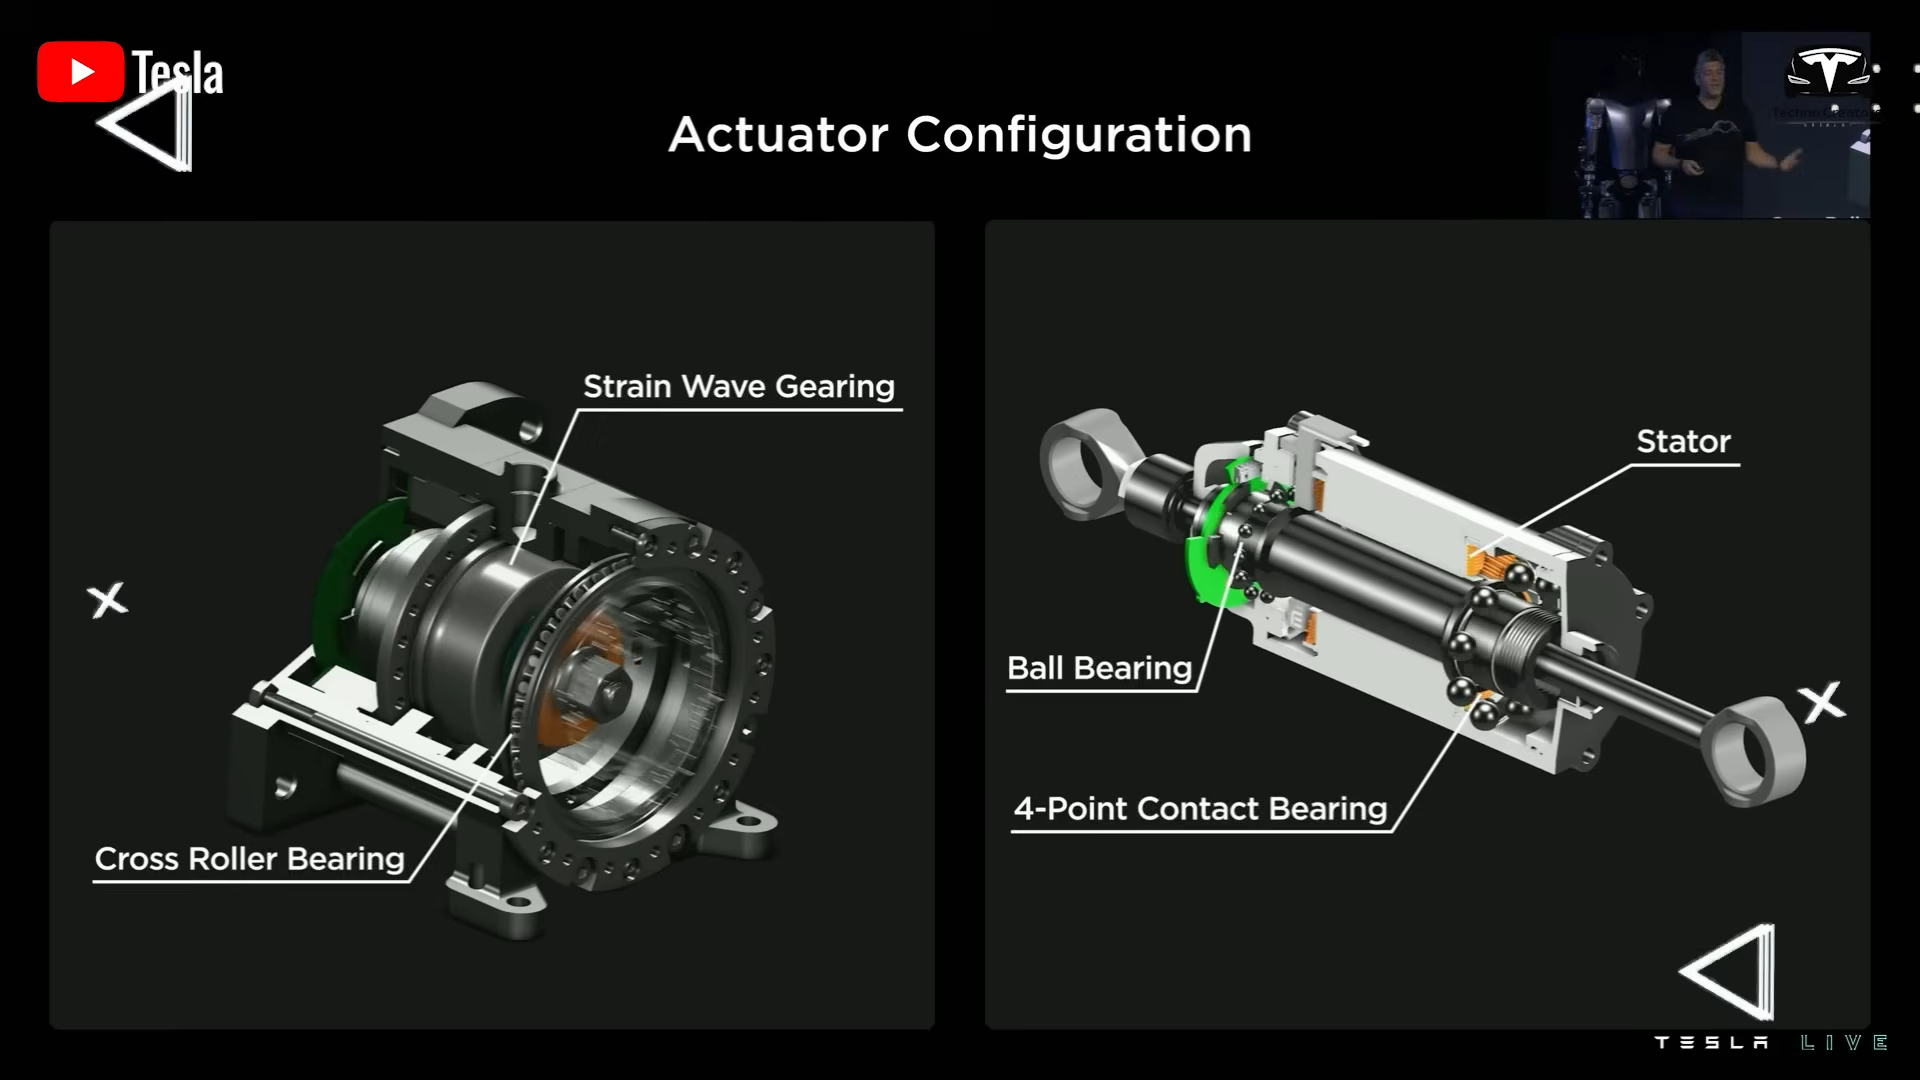 Tesla
Actuator Configuration
Strain Wave Gearing
Cross Roller Bearing
Stator
Ball Bearing
4-Point Contact Bearing
TESLA LIVE